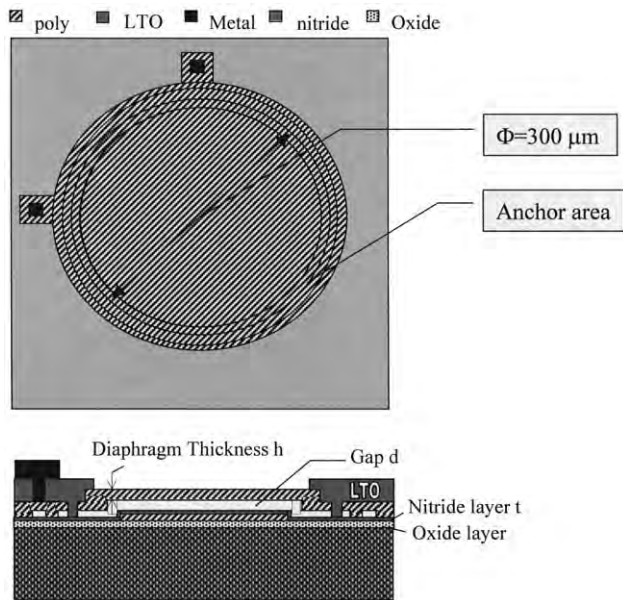 poly LTO Metal nitride Oxide
Φ=300 μm
Anchor area
Diaphragm Thickness h
Gap d
LTO
Nitride layer t
Oxide layer